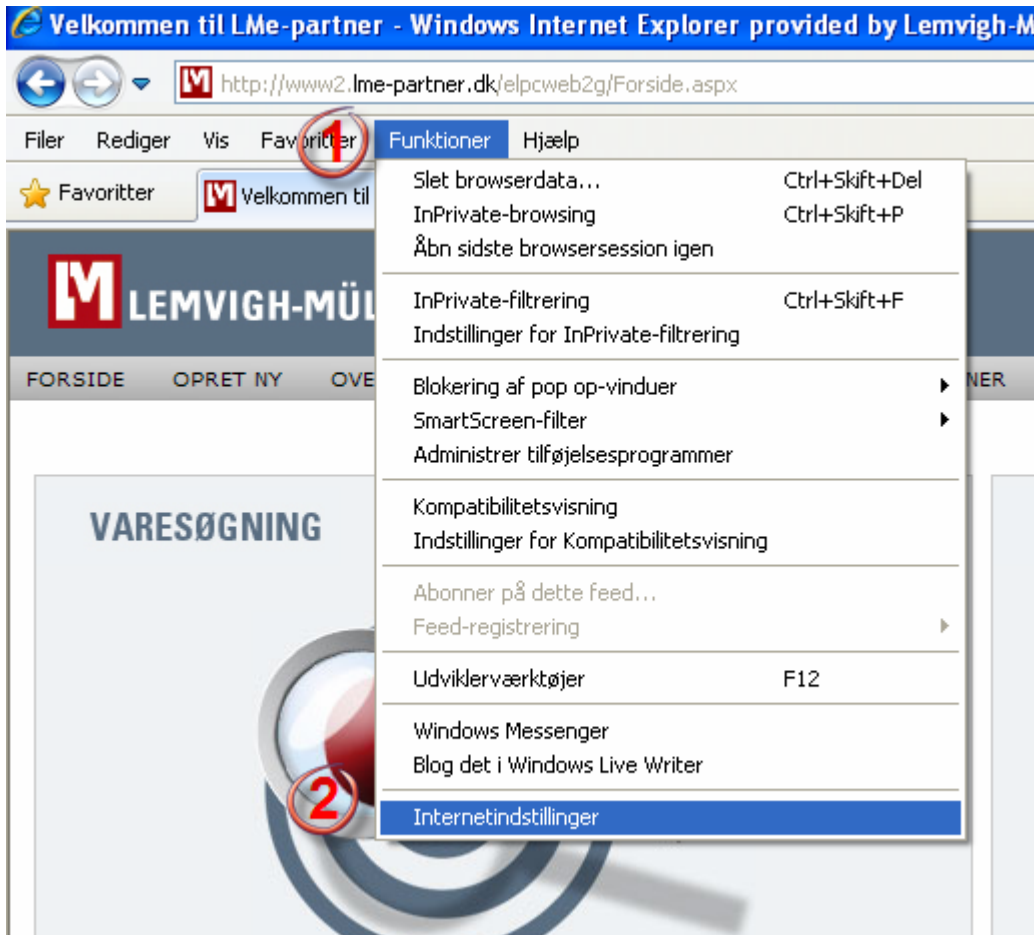 Velkommen til LMe-partner - Windows Internet Explorer provided by Lemvigh-M
http://www2.lme-partner.dk/elpcweb2g/Forside.aspx
Filer Rediger Vis Favoritter 1 Funktioner Hjælp
Favoritter LM Velkommen til
Slet browserdata... Ctrl+Skift+Del
InPrivate-browsing Ctrl+Skift+P
Åbn sidste browsersession igen
InPrivate-filtrering Ctrl+Skift+F
Indstillinger for InPrivate-filtrering
Blokering af pop op-vinduer
SmartScreen-filter
Administrer tilføjelsesprogrammer
Kompatibilitetsvisning
Indstillinger for Kompatibilitetsvisning
Abonner på dette feed...
Feed-registrering
Udviklerværktøjer F12
Windows Messenger
Blog det i Windows Live Writer
2 Internetindstillinger
LM LEMVIGH-MÜL
FORSIDE OPRET NY OVE NER
VARESØGNING